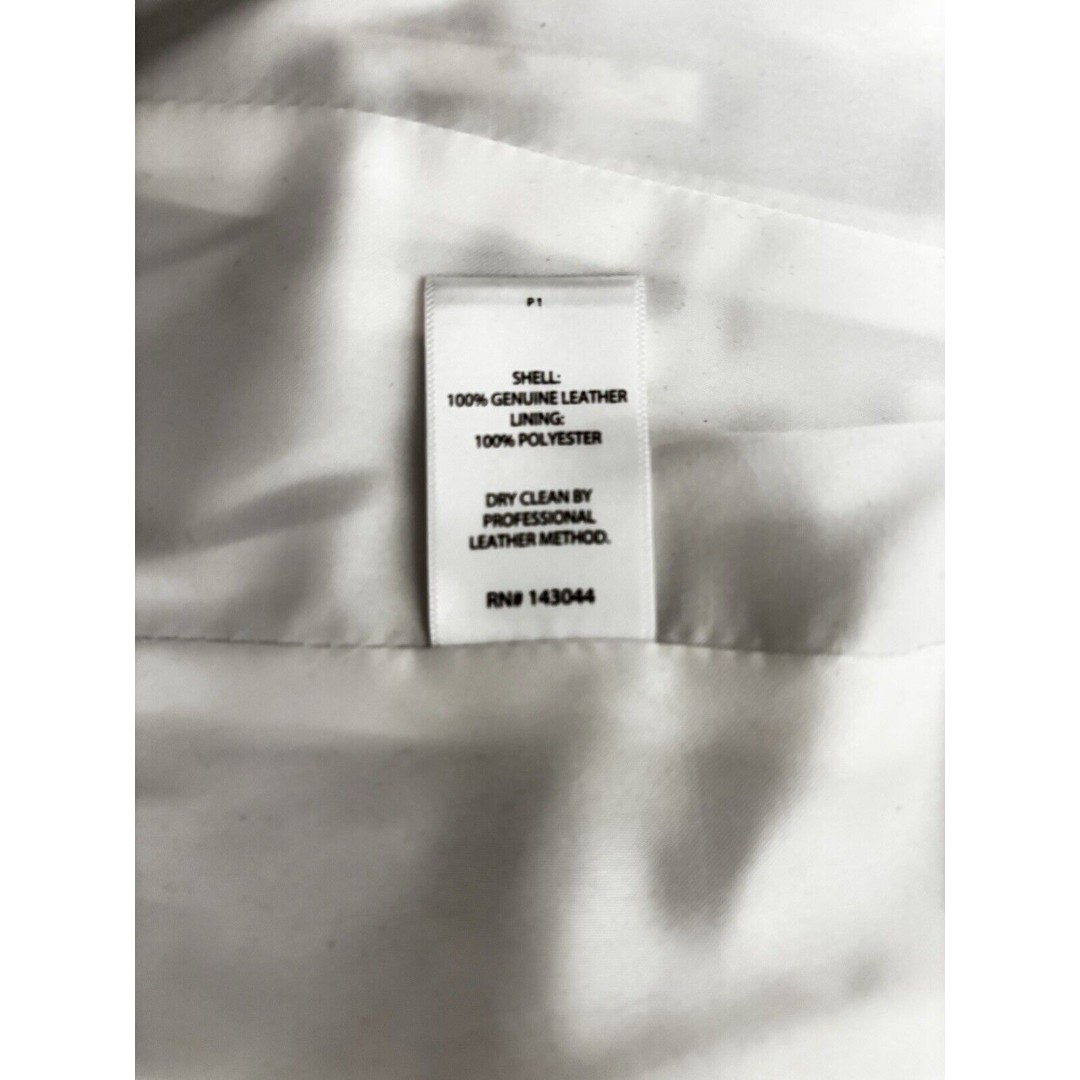 P1
SHELL:
100% GENUINE LEATHER
LINING:
100% POLYESTER
DRY CLEAN BY
PROFESSIONAL
LEATHER METHOD.
RN# 143044